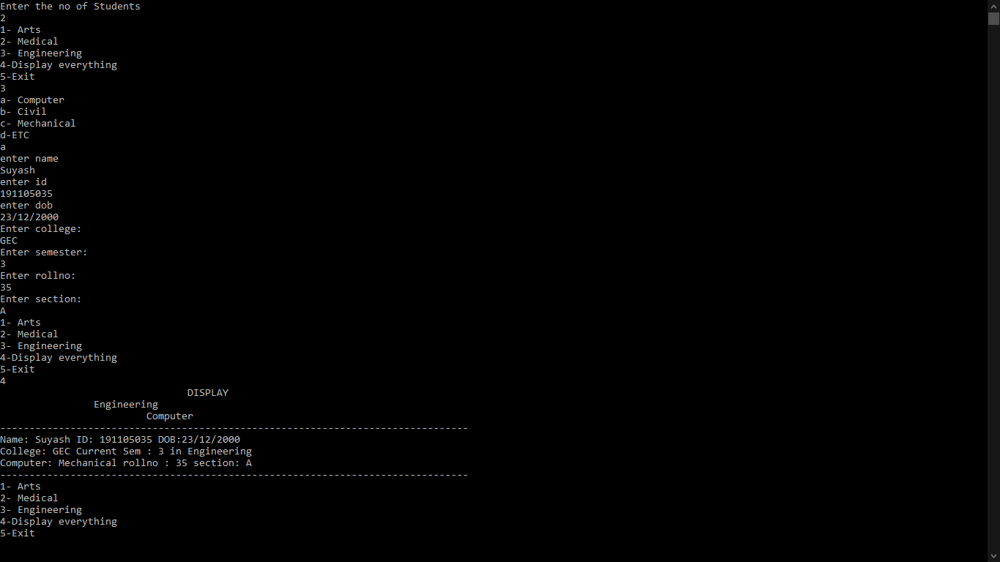 Enter the no of Students
2
1- Arts
2- Medical
3- Engineering
4-Display everything
5-Exit
3
a- Computer
b- Civil
c- Mechanical
d-ETC
a
enter name
Suyash
enter id
191105035
enter dob
23/12/2000
Enter college:
GEC
Enter semester:
3
Enter rollno:
35
Enter section:
A
1- Arts
2- Medical
3- Engineering
4-Display everything
5-Exit
4
DISPLAY
Engineering
Computer
--------------------------------------------------------------------------------
Name: Suyash ID: 191105035 DOB:23/12/2000
College: GEC Current Sem : 3 in Engineering
Computer: Mechanical rollno : 35 section: A
--------------------------------------------------------------------------------
1- Arts
2- Medical
3- Engineering
4-Display everything
5-Exit